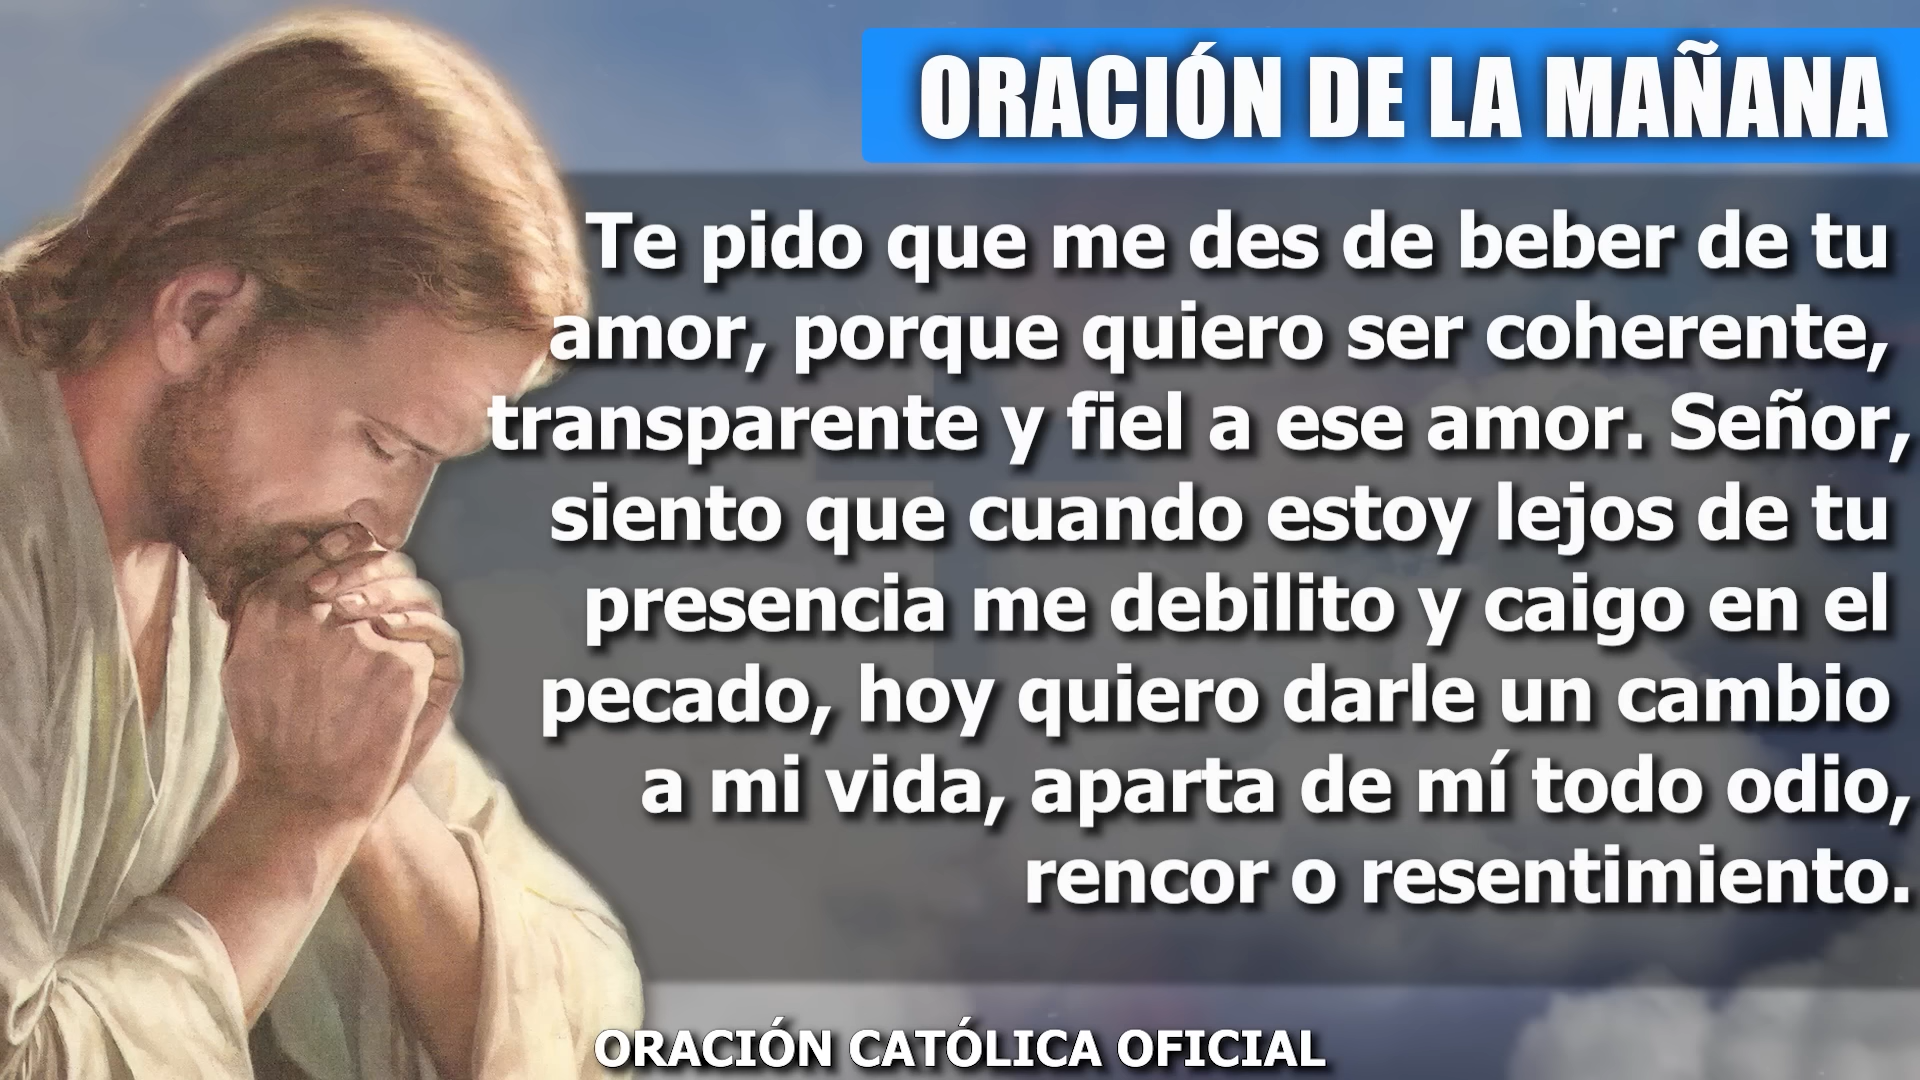 ORACIÓN DE LA MAÑANA
Te pido que me des de beber de tu
amor, porque quiero ser coherente,
transparente y fiel a ese amor. Señor,
siento que cuando estoy lejos de tu
presencia me debilito y caigo en el
pecado, hoy quiero darle un cambio
a mi vida, aparta de mí todo odio,
rencor o resentimiento.
ORACIÓN CATÓLICA OFICIAL